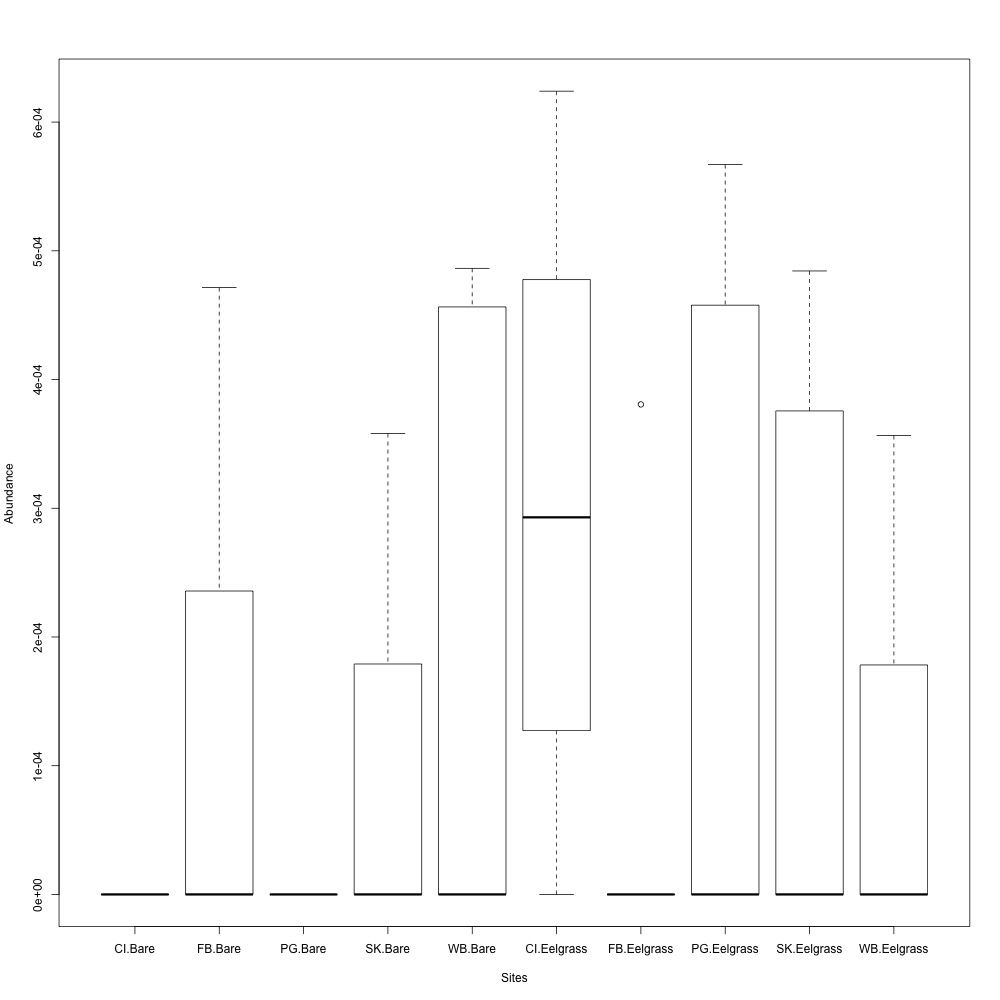 6e-04
5e-04
4e-04
3e-04
2e-04
1e-04
0e+00
Abundance
CI.Bare FB.Bare PG.Bare SK.Bare WB.Bare CI.Eelgrass FB.Eelgrass PG.Eelgrass SK.Eelgrass WB.Eelgrass
Sites